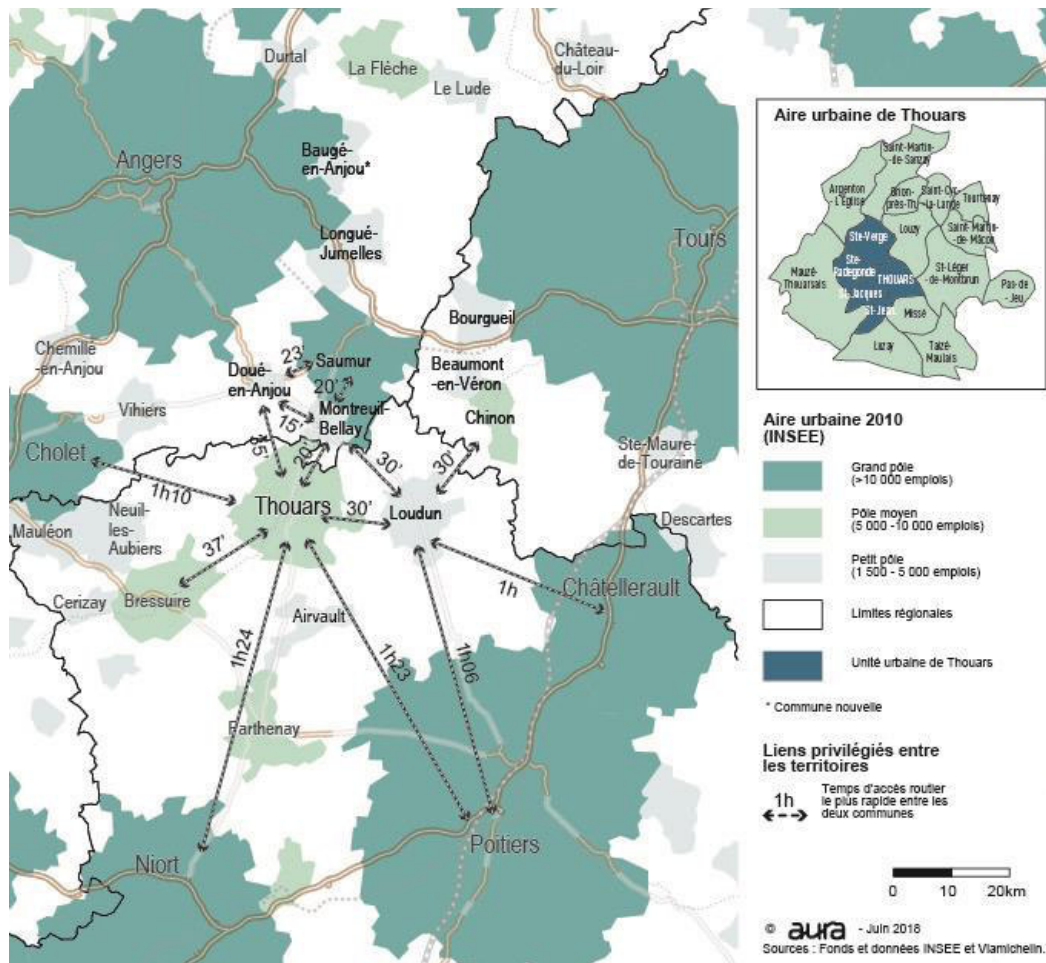 Durtal
La Flèche
Le Lude
Château-
du-Loir
Angers
Baugé-
en-Anjou*
Longué-
Jumelles
Tours
Bourgueil
Chemillé
-en-Anjou
Doué-
en-Anjou
23'
Saumur
Beaumont
-en-Véron
20'
Vihiers
15'
Montreuil-
Bellay
Chinon
Cholet
35'
20'
30'
30'
Ste-Maure-
de-Touraine
1h10
Thouars
30'
Loudun
Mauléon
Neuil-
les-
Aubiers
Descartes
37'
1h
Châtellerault
Cerizay
Bressuire
Airvault
1h24
1h23
1h06
Parthenay
Niort
Poitiers
Aire urbaine de Thouars
Saint-Martin-
de-Sanzay
Argenton
-L'Eglise
Brion-
près-Th.
Saint-Cyr-
la-Lande
Tourtenay
Ste-Verge
Louzy
Saint-Martin-
de-Mâcon
Mauzé-
Thouarsais
Ste-
Radegonde
THOUARS
St-Léger
-de-Montbrun
Pas-de-
Jeu
St-Jacques
St-Jean
Missé
Luzay
Taizé-
Maulais
Aire urbaine 2010
(INSEE)
Grand pôle
(>10 000 emplois)
Pôle moyen
(5 000 -10 000 emplois)
Petit pôle
(1 500 - 5 000 emplois)
Limites régionales
Unité urbaine de Thouars
* Commune nouvelle
Liens privilégiés entre
les territoires
1h
Temps d'accès routier
le plus rapide entre les
deux communes
0 10 20km
© aura - Juin 2018
Sources : Fonds et données INSEE et Viamichelin.